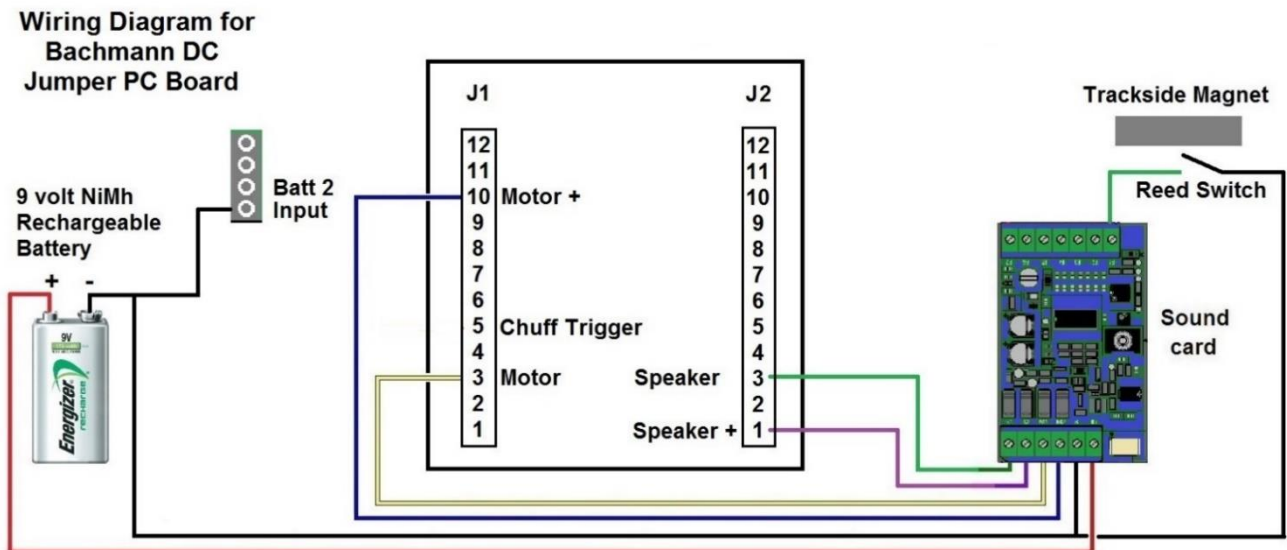 Wiring Diagram for
Bachmann DC
Jumper PC Board
9 volt NiMh
Rechargeable
Battery
+ -
Batt 2
Input
9V
Energizer
RECHARGE
J1
12
11
10 Motor +
9
8
7
6
5 Chuff Trigger
4
3 Motor
2
1
J2
12
11
10
9
8
7
6
5
4
Speaker 3
2
Speaker + 1
Trackside Magnet
Reed Switch
Sound
card